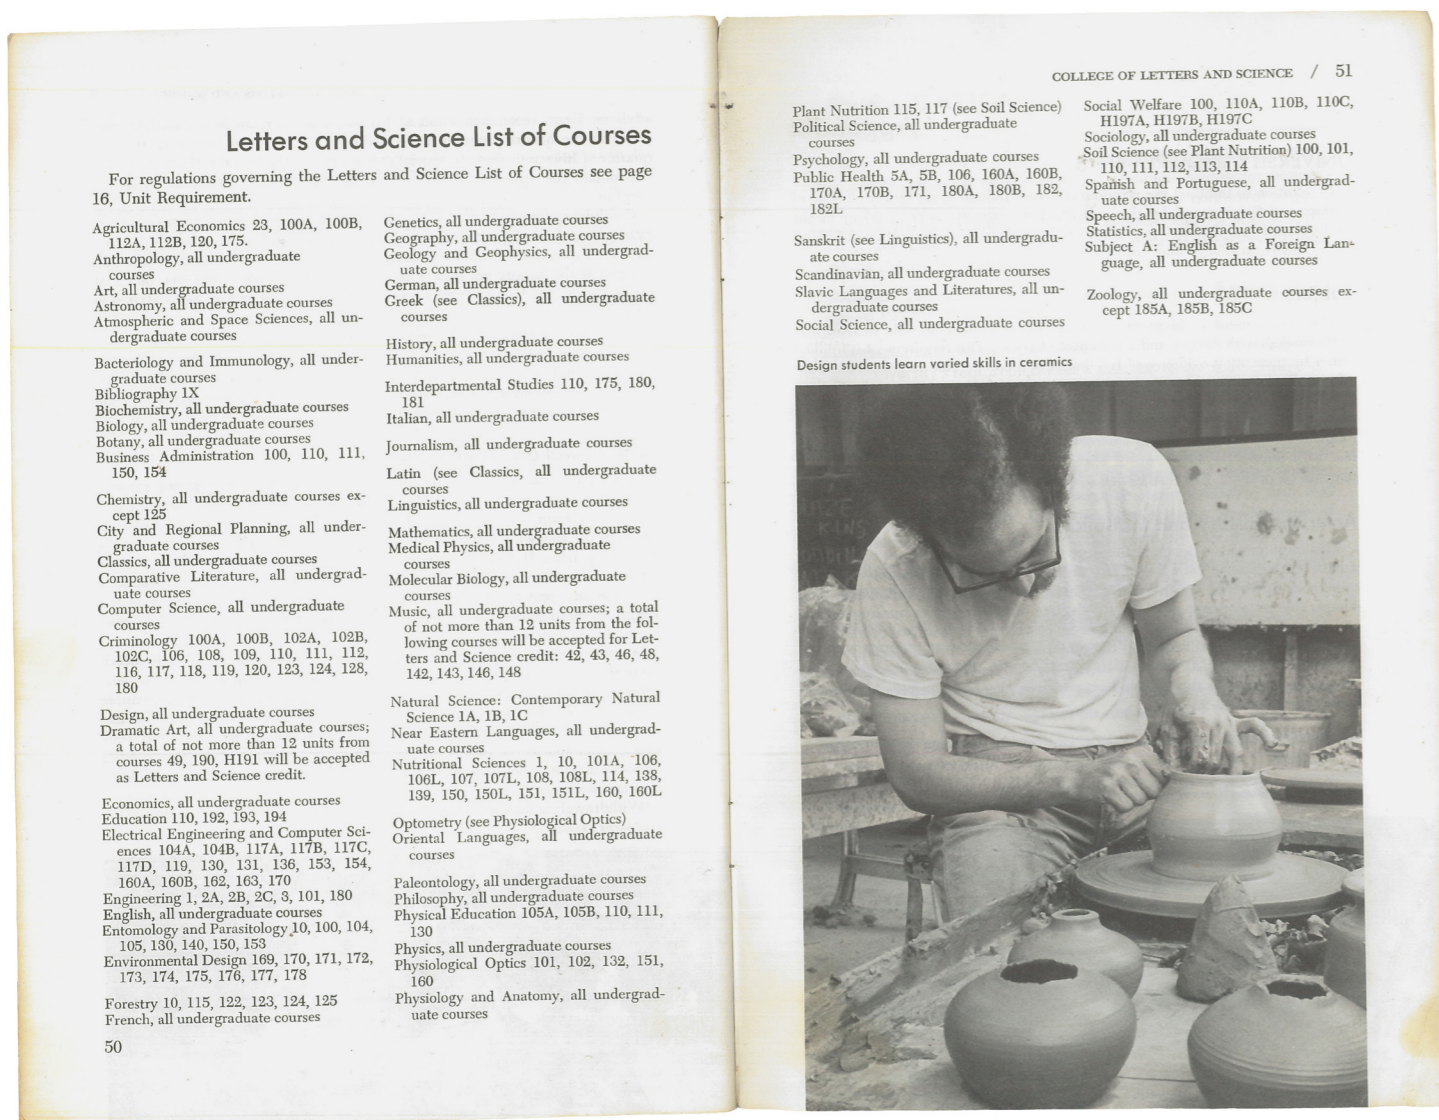 Letters and Science List of Courses
For regulations governing the Letters and Science List of Courses see page
16, Unit Requirement.
Agricultural Economics 23, 100A, 100B,
112A, 112B, 120, 175.
Anthropology, all undergraduate
courses
Art, all undergraduate courses
Astronomy, all undergraduate courses
Atmospheric and Space Sciences, all un-
dergraduate courses
Bacteriology and Immunology, all under-
graduate courses
Bibliography 1X
Biochemistry, all undergraduate courses
Biology, all undergraduate courses
Botany, all undergraduate courses
Business Administration 100, 110, 111,
150, 154
Chemistry, all undergraduate courses ex-
cept 125
City and Regional Planning, all under-
graduate courses
Classics, all undergraduate courses
Comparative Literature, all undergrad-
uate courses
Computer Science, all undergraduate
courses
Criminology 100A, 100B, 102A, 102B,
102C, 106, 108, 109, 110, 111, 112,
116, 117, 118, 119, 120, 123, 124, 128,
180
Design, all undergraduate courses
Dramatic Art, all undergraduate courses;
a total of not more than 12 units from
courses 49, 190, H191 will be accepted
as Letters and Science credit.
Economics, all undergraduate courses
Education 110, 192, 193, 194
Electrical Engineering and Computer Sci-
ences 104A, 104B, 117A, 117B, 117C,
117D, 119, 130, 131, 136, 153, 154,
160A, 160B, 162, 163, 170
Engineering 1, 2A, 2B, 2C, 3, 101, 180
English, all undergraduate courses
Entomology and Parasitology 10, 100, 104,
105, 130, 140, 150, 153
Environmental Design 169, 170, 171, 172,
173, 174, 175, 176, 177, 178
Forestry 10, 115, 122, 123, 124, 125
French, all undergraduate courses
50
Genetics, all undergraduate courses
Geography, all undergraduate courses
Geology and Geophysics, all undergrad-
uate courses
German, all undergraduate courses
Greek (see Classics), all undergraduate
courses
History, all undergraduate courses
Humanities, all undergraduate courses
Interdepartmental Studies 110, 175, 180,
181
Italian, all undergraduate courses
Journalism, all undergraduate courses
Latin (see Classics, all undergraduate
courses
Linguistics, all undergraduate courses
Mathematics, all undergraduate courses
Medical Physics, all undergraduate
courses
Molecular Biology, all undergraduate
courses
Music, all undergraduate courses; a total
of not more than 12 units from the fol-
lowing courses will be accepted for Let-
ters and Science credit: 42, 43, 46, 48,
142, 143, 146, 148
Natural Science: Contemporary Natural
Science 1A, 1B, 1C
Near Eastern Languages, all undergrad-
uate courses
Nutritional Sciences 1, 10, 101A, 106,
106L, 107, 107L, 108, 108L, 114, 138,
139, 150, 150L, 151, 151L, 160, 160L
Optometry (see Physiological Optics)
Oriental Languages, all undergraduate
courses
Paleontology, all undergraduate courses
Philosophy, all undergraduate courses
Physical Education 105A, 105B, 110, 111,
130
Physics, all undergraduate courses
Physiological Optics 101, 102, 132, 151,
160
Physiology and Anatomy, all undergrad-
uate courses
COLLEGE OF LETTERS AND SCIENCE / 51
Plant Nutrition 115, 117 (see Soil Science)
Political Science, all undergraduate
courses
Psychology, all undergraduate courses
Public Health 5A, 5B, 106, 160A, 160B,
170A, 170B, 171, 180A, 180B, 182,
182L
Sanskrit (see Linguistics), all undergradu-
ate courses
Scandinavian, all undergraduate courses
Slavic Languages and Literatures, all un-
dergraduate courses
Social Science, all undergraduate courses
Social Welfare 100, 110A, 110B, 110C,
H197A, H197B, H197C
Sociology, all undergraduate courses
Soil Science (see Plant Nutrition) 100, 101,
110, 111, 112, 113, 114
Spanish and Portuguese, all undergrad-
uate courses
Speech, all undergraduate courses
Statistics, all undergraduate courses
Subject A: English as a Foreign Lan-
guage, all undergraduate courses
Zoology, all undergraduate courses ex-
cept 185A, 185B, 185C
Design students learn varied skills in ceramics